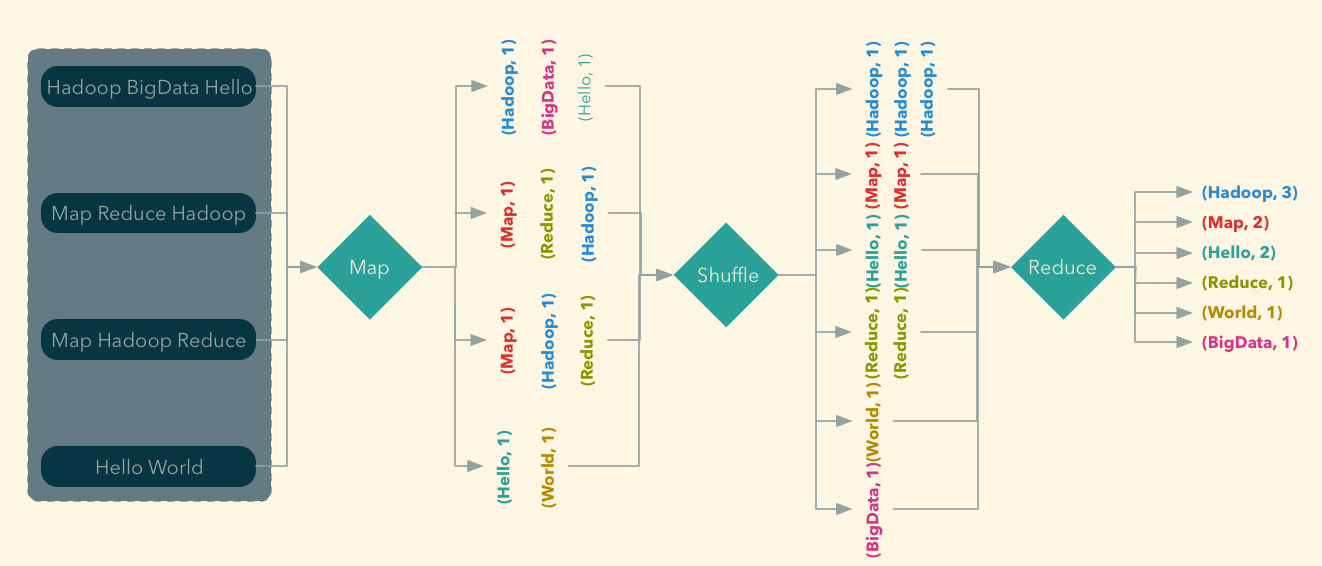 Hadoop BigData Hello
Map Reduce Hadoop
Map Hadoop Reduce
Hello World
Map
(Hadoop, 1)
(BigData, 1)
(Hello, 1)
(Map, 1)
(Reduce, 1)
(Hadoop, 1)
(Map, 1)
(Hadoop, 1)
(Reduce, 1)
(Hello, 1)
(World, 1)
Shuffle
(Hadoop, 1)
(Hadoop, 1)
(Hadoop, 1)
(Map, 1)
(Map, 1)
(Hello, 1)
(Hello, 1)
(Reduce, 1)
(Reduce, 1)
(World, 1)
(BigData, 1)
Reduce
(Hadoop, 3)
(Map, 2)
(Hello, 2)
(Reduce, 1)
(World, 1)
(BigData, 1)